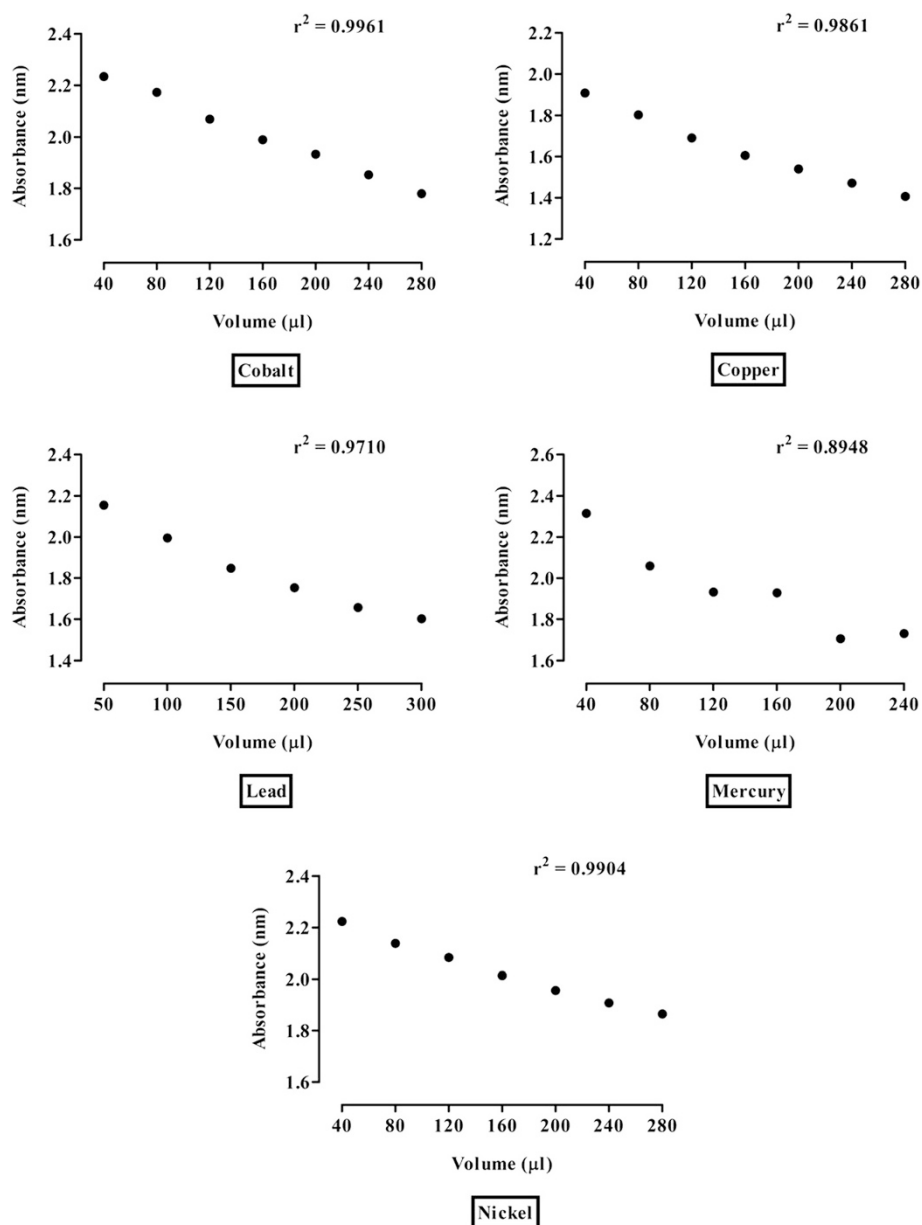 r² = 0.9961
Absorbance (nm)
2.4
2.2
2.0
1.8
1.6
40 80 120 160 200 240 280
Volume (µl)
Cobalt
r² = 0.9861
Absorbance (nm)
2.2
2.0
1.8
1.6
1.4
1.2
40 80 120 160 200 240 280
Volume (µl)
Copper
r² = 0.9710
Absorbance (nm)
2.4
2.2
2.0
1.8
1.6
1.4
50 100 150 200 250 300
Volume (µl)
Lead
r² = 0.8948
Absorbance (nm)
2.6
2.4
2.2
2.0
1.8
1.6
40 80 120 160 200 240
Volume (µl)
Mercury
r² = 0.9904
Absorbance (nm)
2.4
2.2
2.0
1.8
1.6
40 80 120 160 200 240 280
Volume (µl)
Nickel